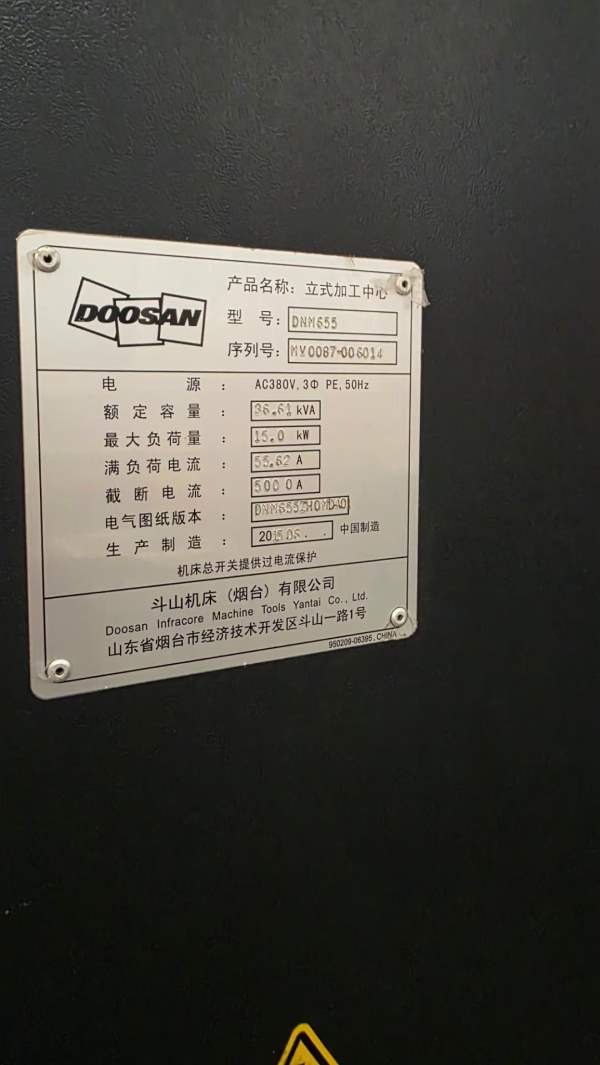 DOOSAN
产品名称：立式加工中心
型 号：DNM655
序列号：MV0087-006014
电 源 ： AC380V, 3Φ PE, 50Hz
额定容量 ： 36.61 kVA
最大负荷量 ： 15.0 kW
满负荷电流 ： 55.62 A
截断电流 ： 5000 A
电气图纸版本 ：
生产制造 ： 2015.06. . 中国制造
机床总开关提供过电流保护
斗山机床（烟台）有限公司
Doosan Infracore Machine Tools Yantai Co., Ltd.
山东省烟台市经济技术开发区斗山一路1号
950209-06395, CHINA